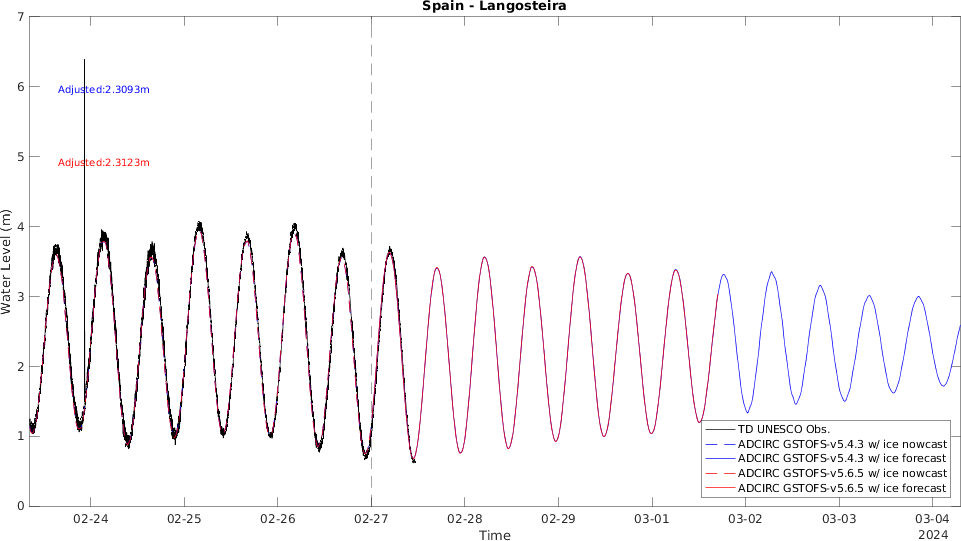 Spain - Langosteira
7
6
5
4
3
2
1
0
Water Level (m)
Adjusted:2.3093m
Adjusted:2.3123m
TD UNESCO Obs.
ADCIRC GSTOFS-v5.4.3 w/ ice nowcast
ADCIRC GSTOFS-v5.4.3 w/ ice forecast
ADCIRC GSTOFS-v5.6.5 w/ ice nowcast
ADCIRC GSTOFS-v5.6.5 w/ ice forecast
02-24 02-25 02-26 02-27 02-28 02-29 03-01 03-02 03-03 03-04
2024
Time